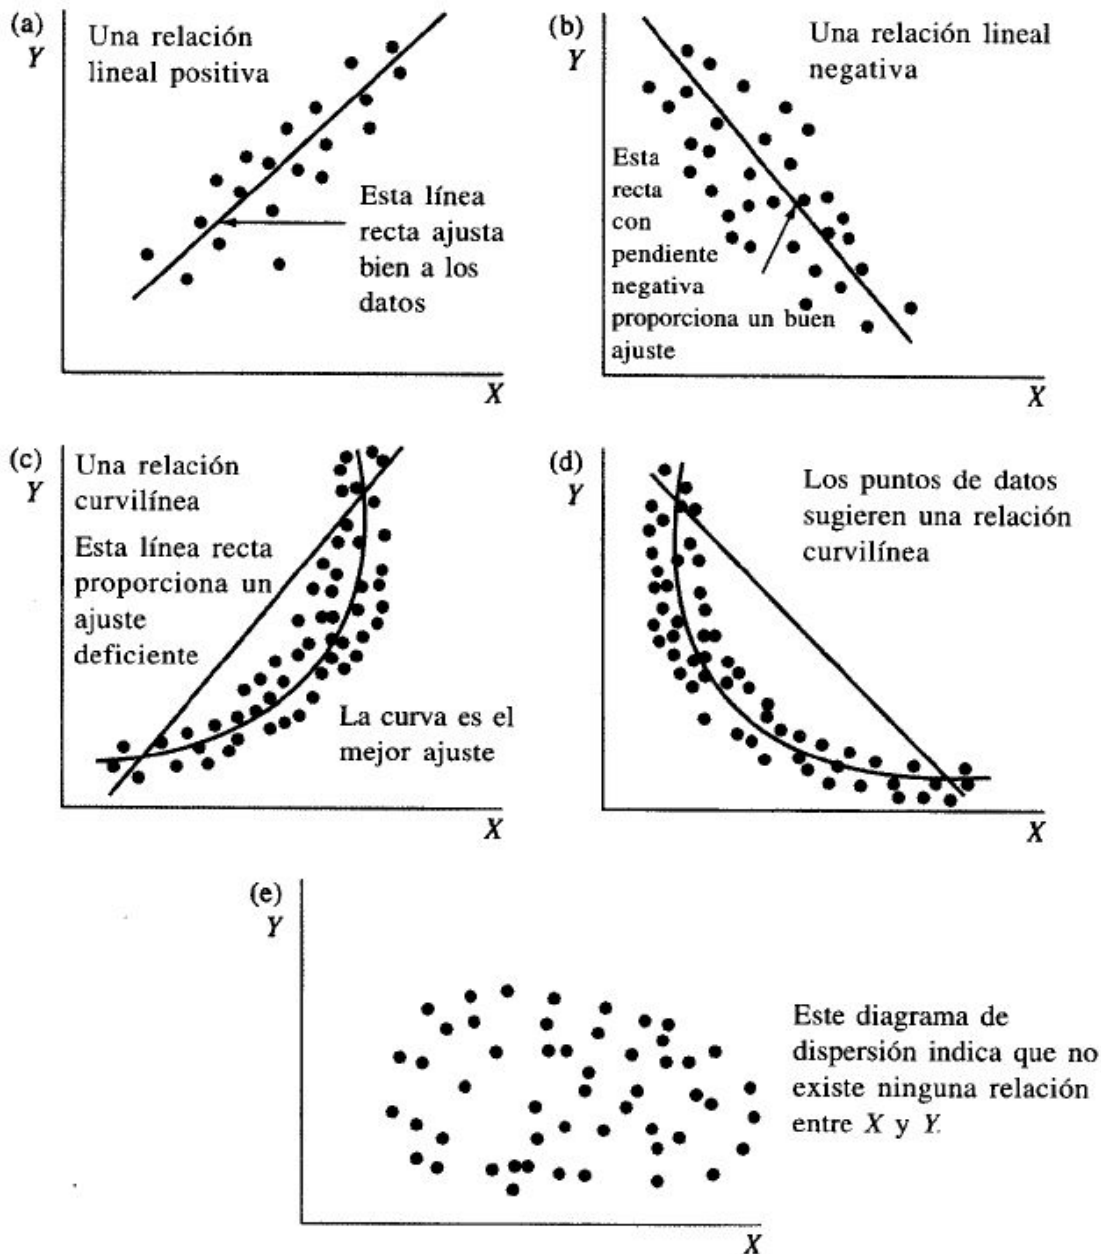 (a)
Y
Una relación
lineal positiva
Esta línea
recta ajusta
bien a los
datos
X
(b)
Y
Una relación lineal
negativa
Esta
recta
con
pendiente
negativa
proporciona un buen
ajuste
X
(c)
Y
Una relación
curvilínea
Esta línea recta
proporciona un
ajuste
deficiente
La curva es el
mejor ajuste
X
(d)
Y
Los puntos de datos
sugieren una relación
curvilínea
X
(e)
Y
Este diagrama de
dispersión indica que no
existe ninguna relación
entre X y Y.
X